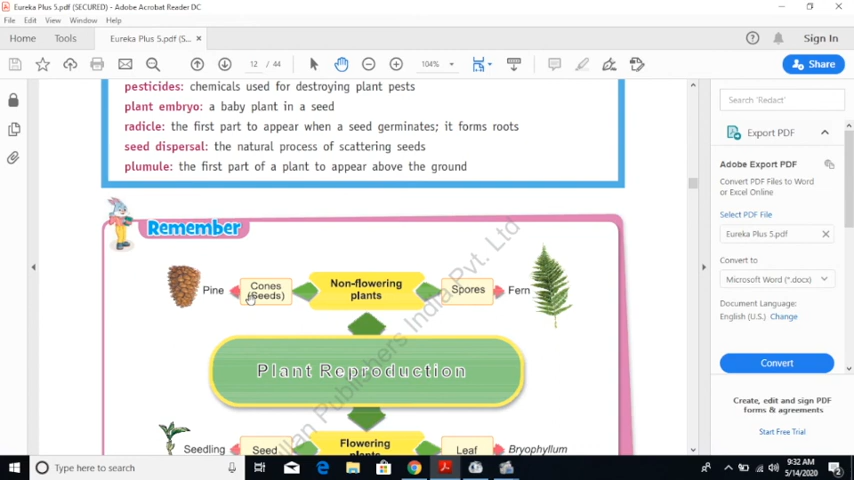 Eureka Plus 5.pdf (SECURED) - Adobe Acrobat Reader DC
File Edit View Window Help
Home Tools Eureka Plus 5.pdf (S... × Sign In
12 / 44 104% Share
pesticides: chemicals used for destroying plant pests
plant embryo: a baby plant in a seed
radicle: the first part to appear when a seed germinates; it forms roots
seed dispersal: the natural process of scattering seeds
plumule: the first part of a plant to appear above the ground
Remember
Pine
Cones
(Seeds)
Non-flowering
plants
Spores
Fern
Plant Reproduction
Seedling
Seed
Flowering
plants
Leaf
Bryophyllum
llan Publishers India Pvt. Ltd
Search 'Redact'
Export PDF
Adobe Export PDF
Convert PDF Files to Word
or Excel Online
Select PDF File
Eureka Plus 5.pdf
Convert to
Microsoft Word (*.docx)
Document Language:
English (U.S.) Change
Convert
Create, edit and sign PDF
forms & agreements
Start Free Trial
Type here to search
9:32 AM
5/14/2020
2